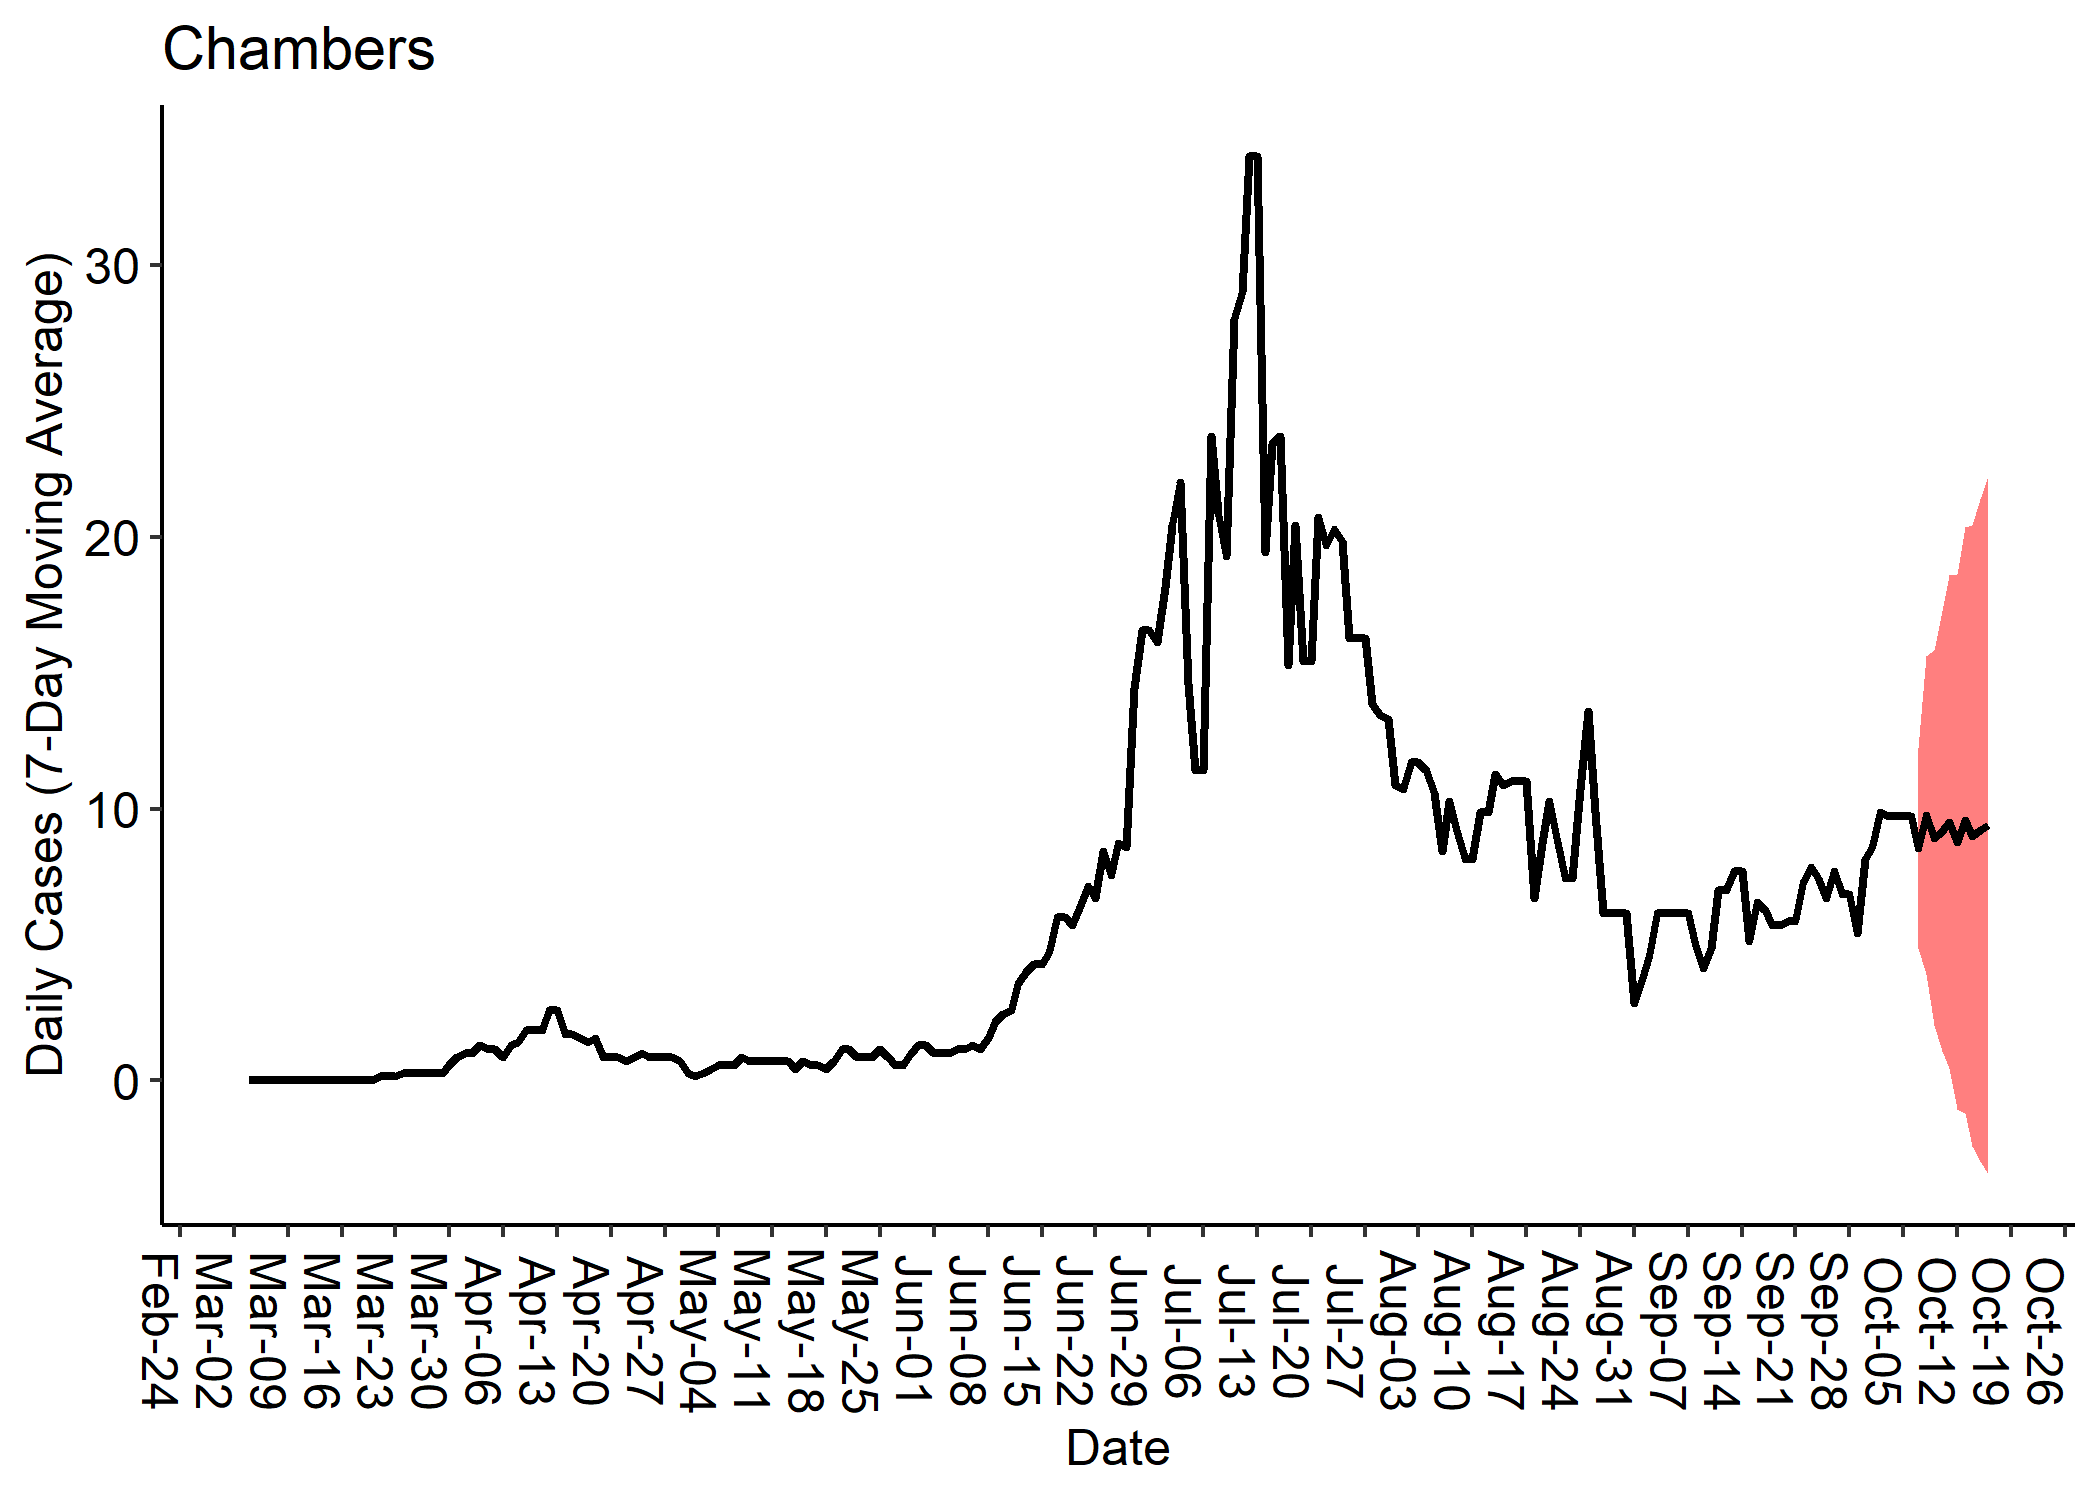 Chambers
Daily Cases (7-Day Moving Average)
30
20
10
0
Feb-24
Mar-02
Mar-09
Mar-16
Mar-23
Mar-30
Apr-06
Apr-13
Apr-20
Apr-27
May-04
May-11
May-18
May-25
Jun-01
Jun-08
Jun-15
Jun-22
Jun-29
Jul-06
Jul-13
Jul-20
Jul-27
Aug-03
Aug-10
Aug-17
Aug-24
Aug-31
Sep-07
Sep-14
Sep-21
Sep-28
Oct-05
Oct-12
Oct-19
Oct-26
Date